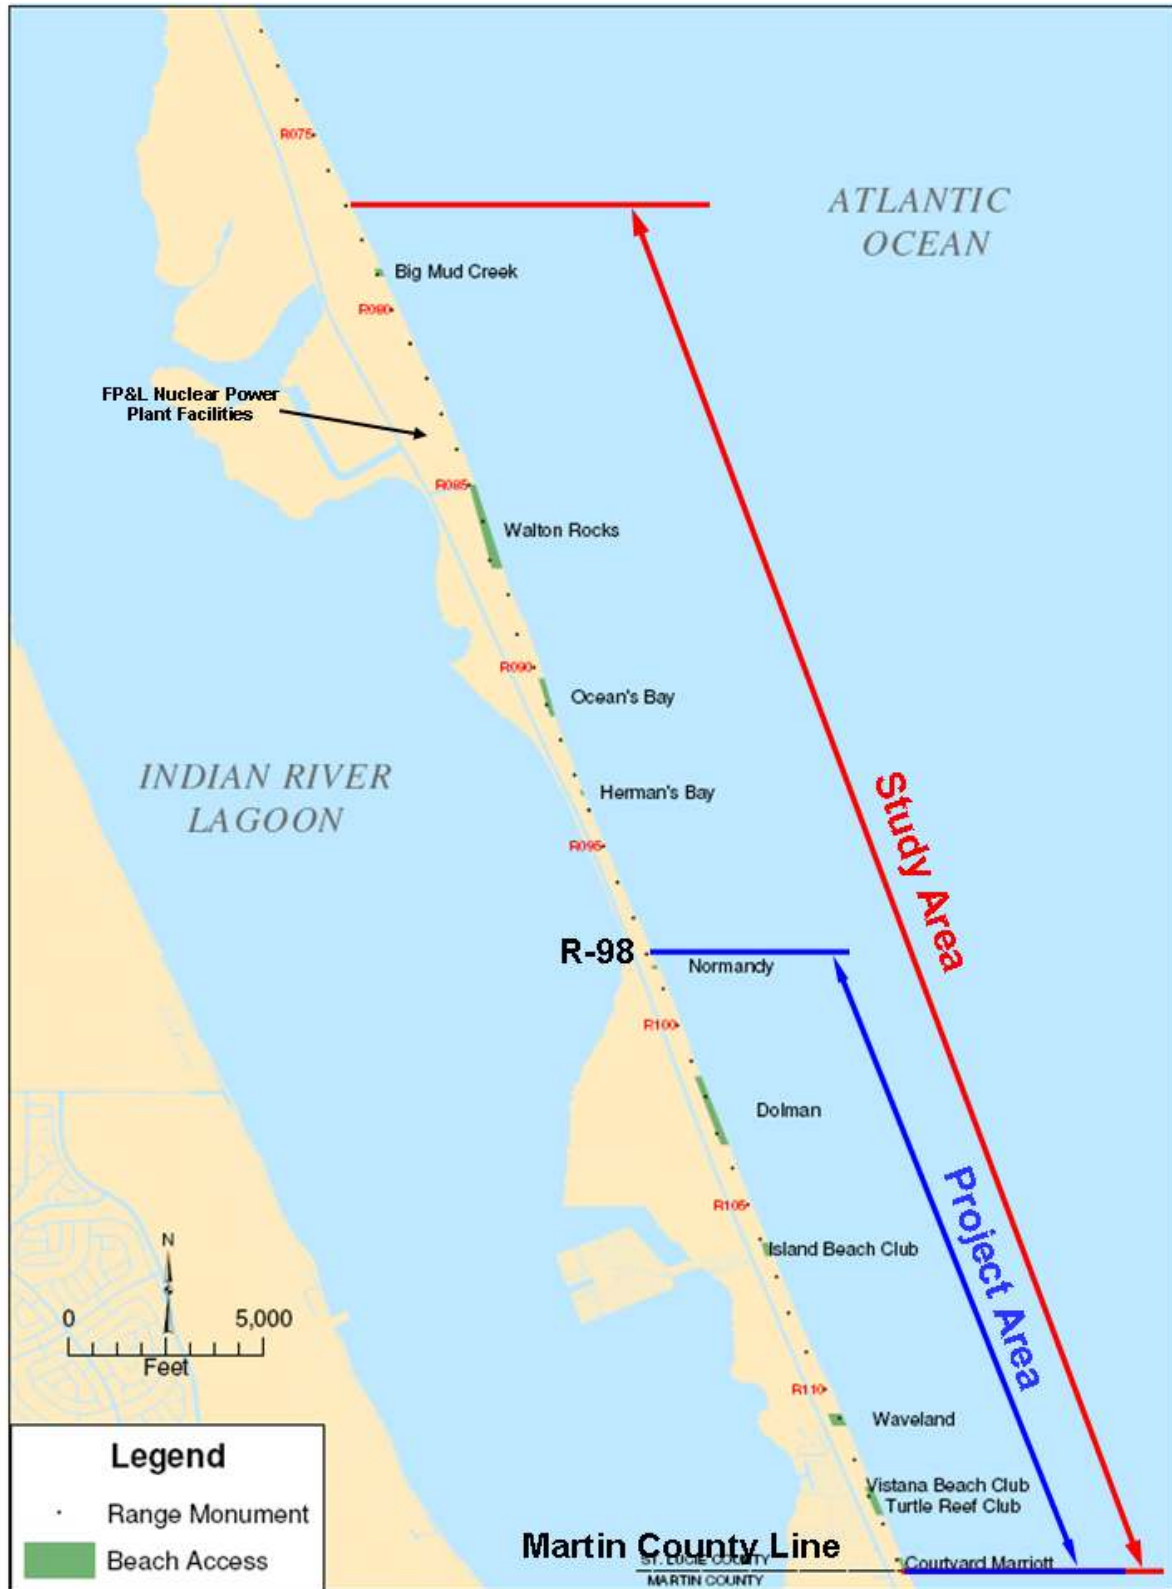 R075
ATLANTIC
OCEAN
Big Mud Creek
R080
FP&L Nuclear Power
Plant Facilities
R085
Walton Rocks
R090
Ocean's Bay
INDIAN RIVER
LAGOON
Herman's Bay
Study Area
R095
R-98
Normandy
R100
Dolman
Project Area
R105
Island Beach Club
N
0 5,000
Feet
R110
Waveland
Legend
Range Monument
Beach Access
Vistana Beach Club
Turtle Reef Club
Martin County Line
ST. LUCIE COUNTY
MARTIN COUNTY
Courtyard Marriott